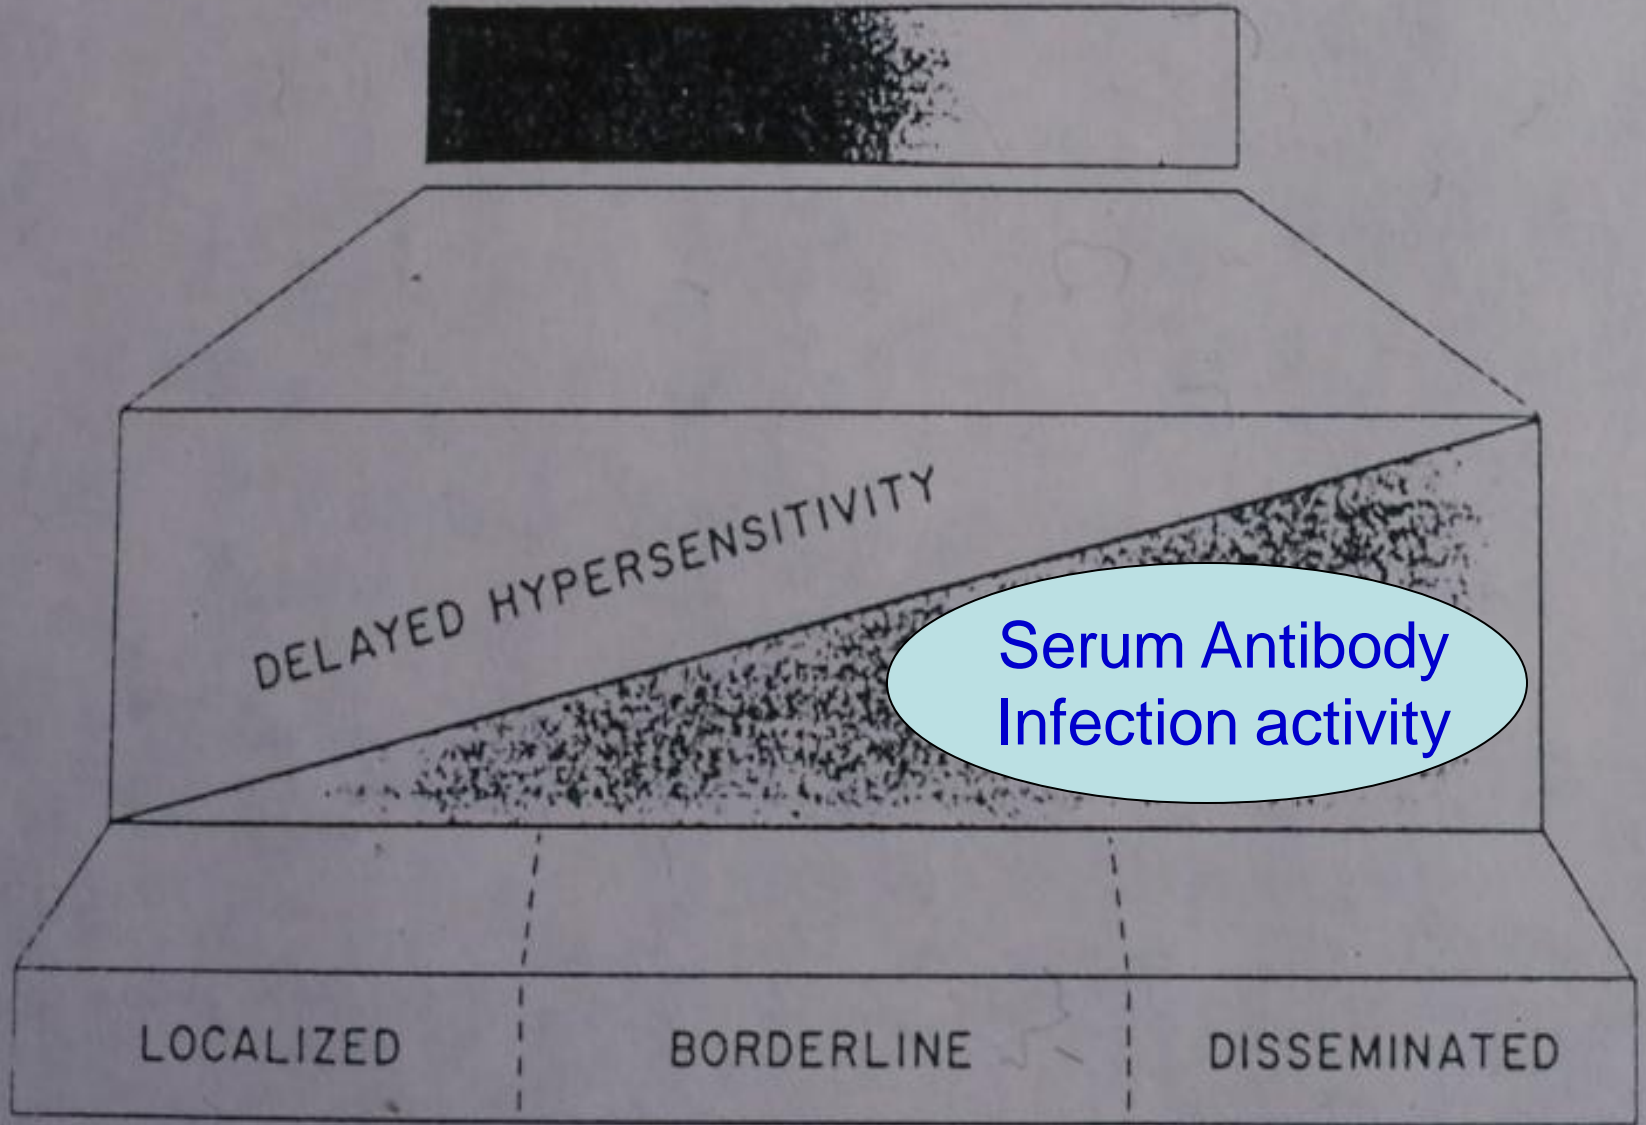 DELAYED HYPERSENSITIVITY
Serum Antibody
Infection activity
LOCALIZED
BORDERLINE
DISSEMINATED